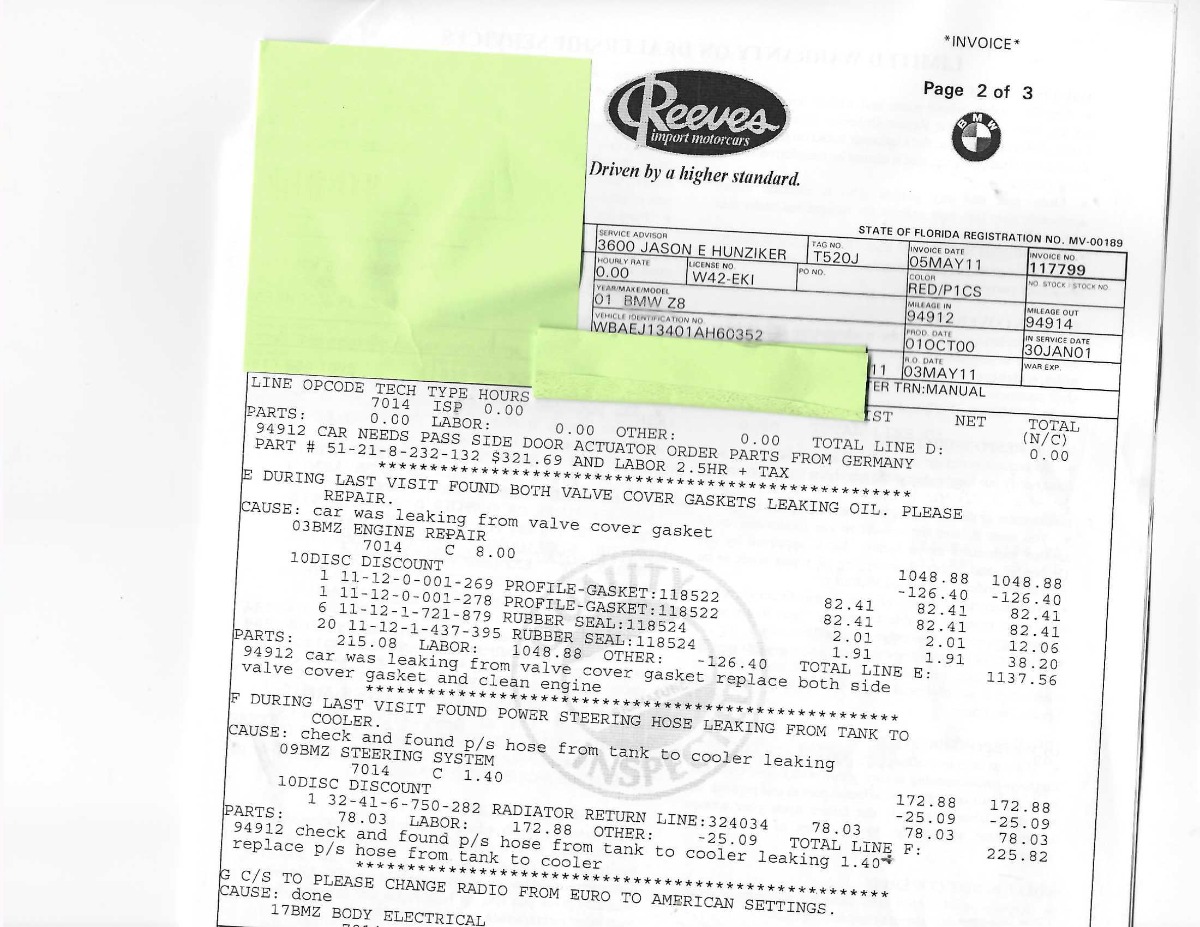 *INVOICE*
Page 2 of 3
Reeves
import motorcars
BMW
Driven by a higher standard.
STATE OF FLORIDA REGISTRATION NO. MV-00189
SERVICE ADVISOR TAG NO. INVOICE DATE INVOICE NO.
3600 JASON E HUNZIKER T520J 05MAY11 117799
HOURLY RATE LICENSE NO. PO NO. COLOR NO. STOCK / STOCK NO.
0.00 W42-EKI RED/P1CS
YEAR/MAKE/MODEL MILEAGE IN MILEAGE OUT
01 BMW Z8 94912 94914
VEHICLE IDENTIFICATION NO. PROD. DATE IN SERVICE DATE
WBAEJ13401AH60352 01OCT00 30JAN01
R.O. DATE WAR EXP.
11 03MAY11
ER TRN:MANUAL
LINE OPCODE TECH TYPE HOURS IST NET TOTAL
7014 ISP 0.00 (N/C)
PARTS: 0.00 LABOR: 0.00 OTHER: 0.00 TOTAL LINE D: 0.00
94912 CAR NEEDS PASS SIDE DOOR ACTUATOR ORDER PARTS FROM GERMANY
PART # 51-21-8-232-132 $321.69 AND LABOR 2.5HR + TAX
****************************************************
E DURING LAST VISIT FOUND BOTH VALVE COVER GASKETS LEAKING OIL. PLEASE
REPAIR.
CAUSE: car was leaking from valve cover gasket
03BMZ ENGINE REPAIR
7014 C 8.00 1048.88 1048.88
10DISC DISCOUNT -126.40 -126.40
1 11-12-0-001-269 PROFILE-GASKET:118522 82.41 82.41 82.41
1 11-12-0-001-278 PROFILE-GASKET:118522 82.41 82.41 82.41
6 11-12-1-721-879 RUBBER SEAL:118524 2.01 2.01 12.06
20 11-12-1-437-395 RUBBER SEAL:118524 1.91 1.91 38.20
PARTS: 215.08 LABOR: 1048.88 OTHER: -126.40 TOTAL LINE E: 1137.56
94912 car was leaking from valve cover gasket replace both side
valve cover gasket and clean engine
****************************************************
F DURING LAST VISIT FOUND POWER STEERING HOSE LEAKING FROM TANK TO
COOLER.
CAUSE: check and found p/s hose from tank to cooler leaking
09BMZ STEERING SYSTEM
7014 C 1.40 172.88 172.88
10DISC DISCOUNT -25.09 -25.09
1 32-41-6-750-282 RADIATOR RETURN LINE:324034 78.03 78.03 78.03
PARTS: 78.03 LABOR: 172.88 OTHER: -25.09 TOTAL LINE F: 225.82
94912 check and found p/s hose from tank to cooler leaking 1.40
replace p/s hose from tank to cooler
****************************************************
G C/S TO PLEASE CHANGE RADIO FROM EURO TO AMERICAN SETTINGS.
CAUSE: done
17BMZ BODY ELECTRICAL
7014